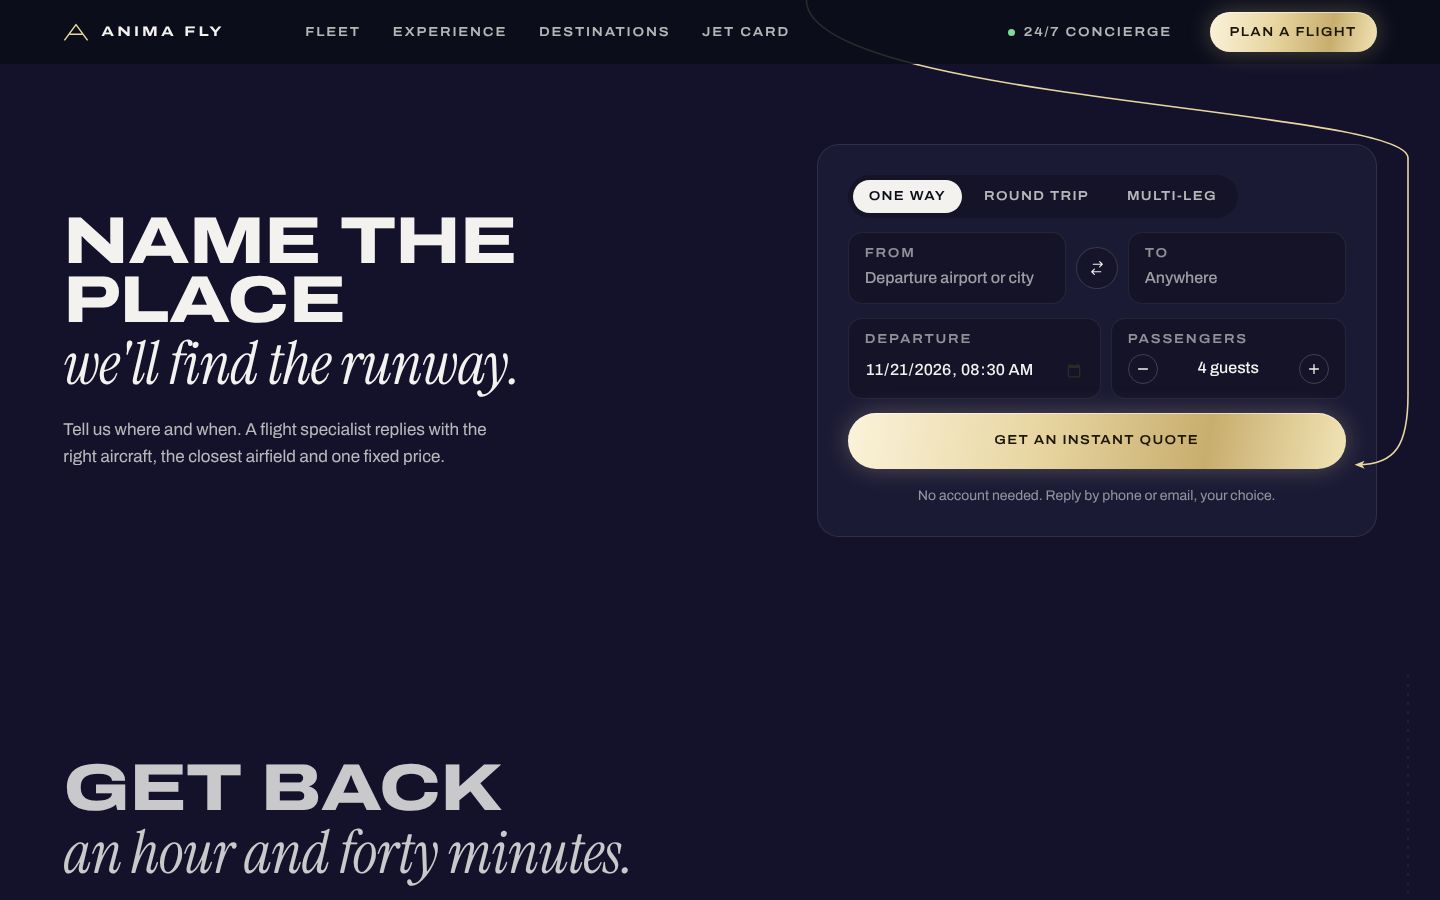 ANIMA FLY
FLEET
EXPERIENCE
DESTINATIONS
JET CARD
24/7 CONCIERGE
PLAN A FLIGHT
NAME THE
PLACE
we'll find the runway.
Tell us where and when. A flight specialist replies with the
right aircraft, the closest airfield and one fixed price.
ONE WAY
ROUND TRIP
MULTI-LEG
FROM
Departure airport or city
TO
Anywhere
DEPARTURE
11/21/2026, 08:30 AM
PASSENGERS
4 guests
GET AN INSTANT QUOTE
No account needed. Reply by phone or email, your choice.
GET BACK
an hour and forty minutes.